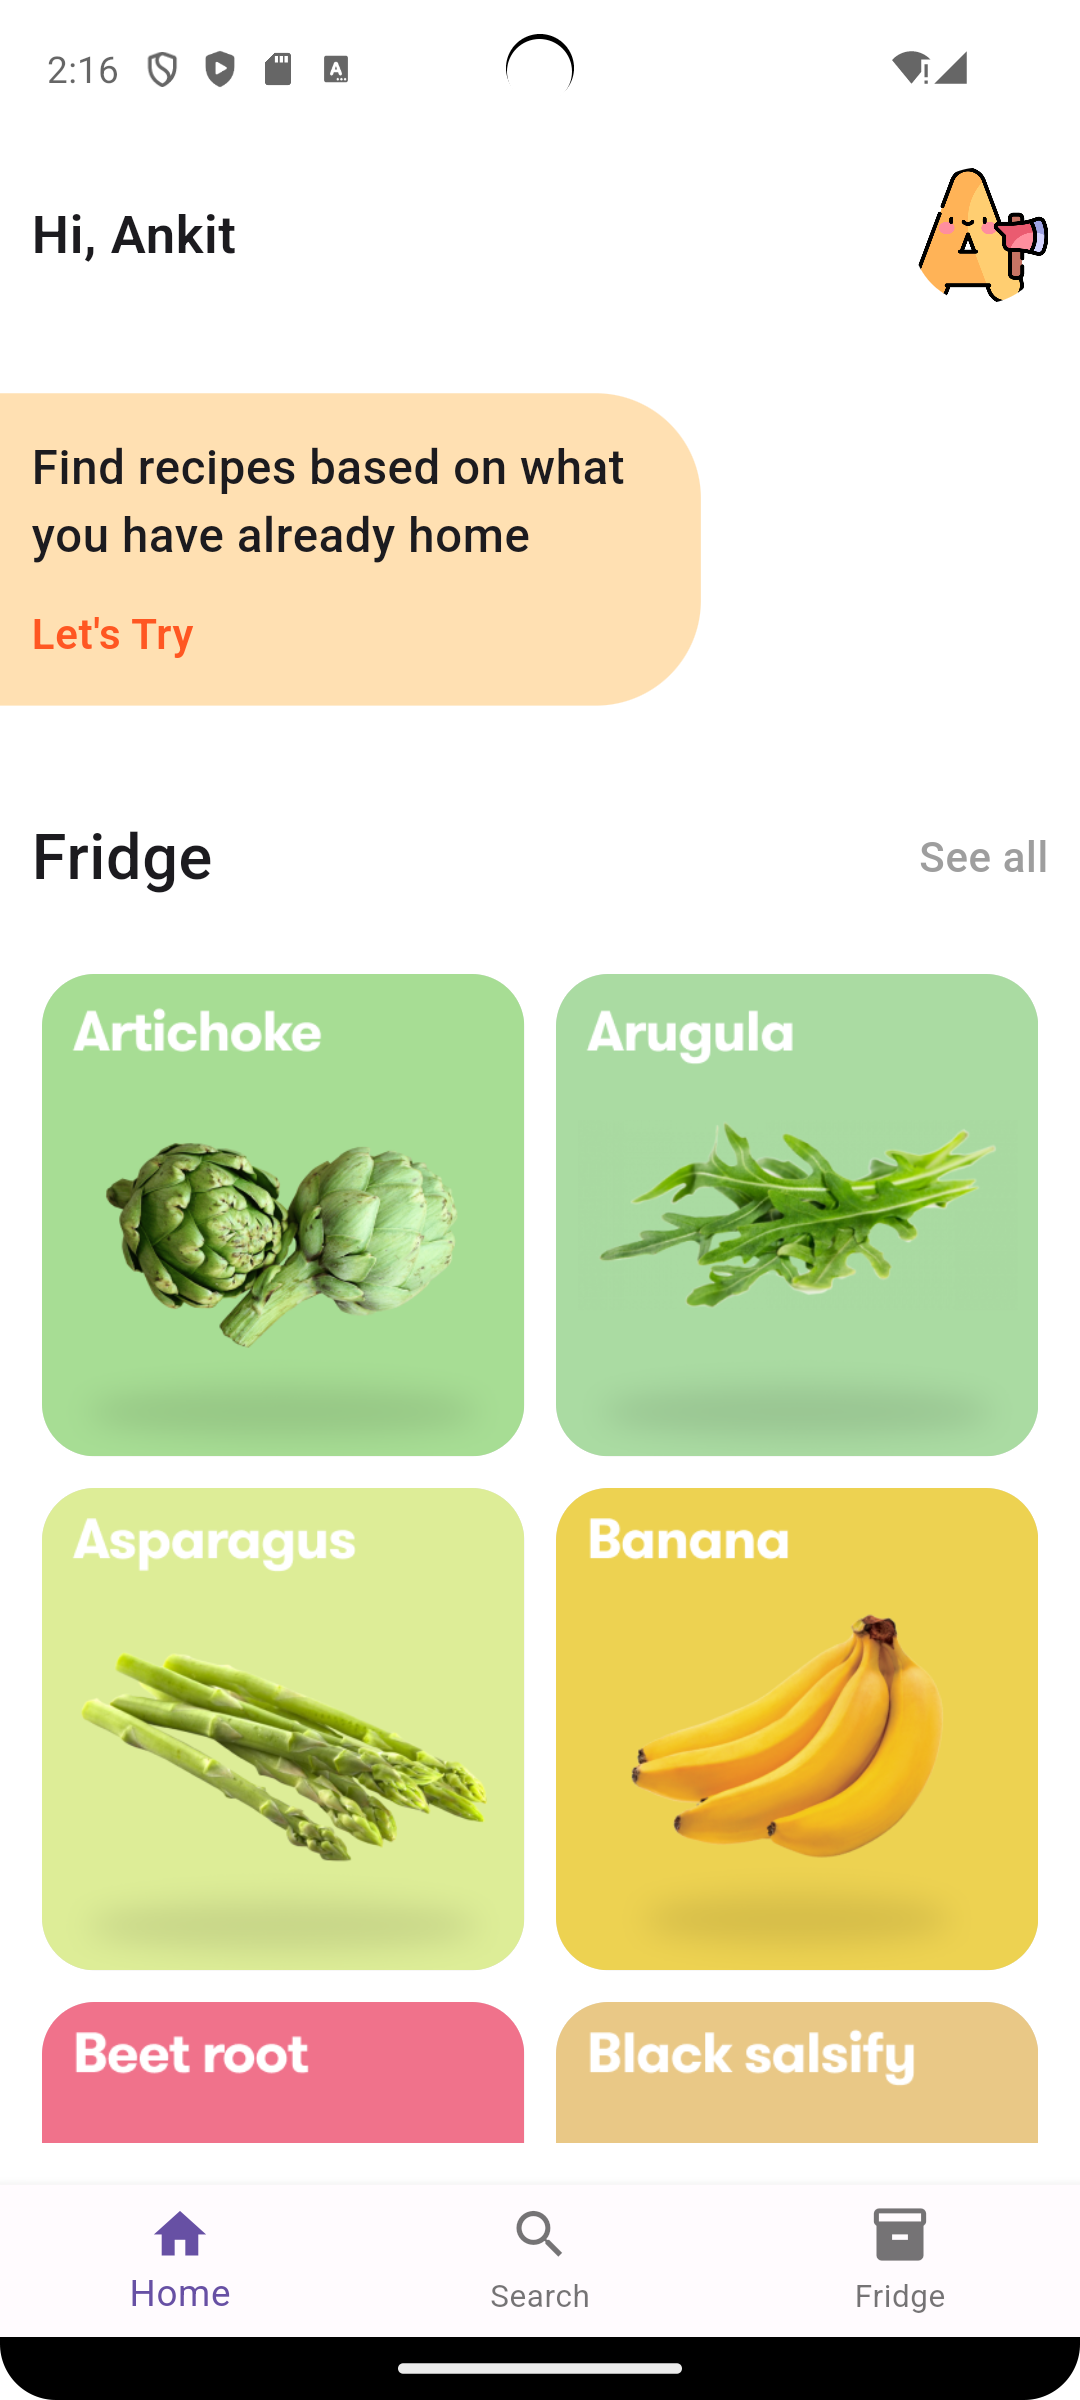 2:16
Hi, Ankit
Find recipes based on what
you have already home
Let's Try
Fridge
See all
Artichoke
Arugula
Asparagus
Banana
Beet root
Black salsify
Home
Search
Fridge